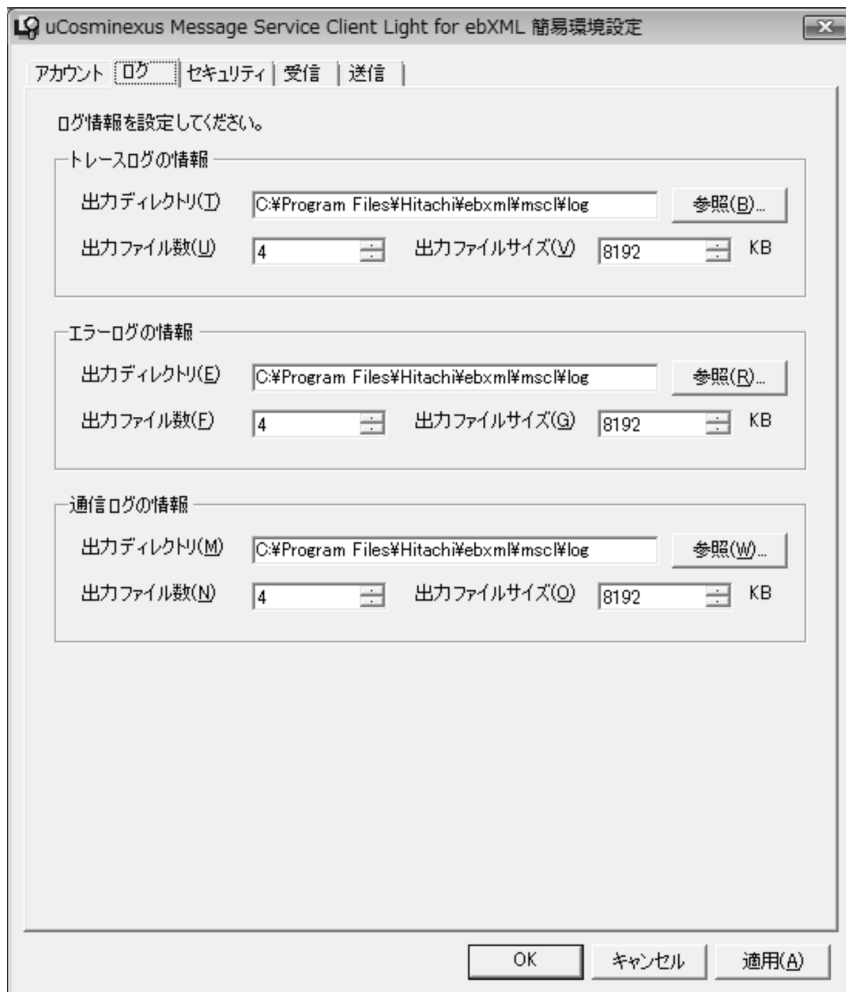 uCosminexus Message Service Client Light for ebXML 簡易環境設定
アカウント ログ セキュリティ 受信 送信
ログ情報を設定してください。
トレースログの情報
出力ディレクトリ(T) C:¥Program Files¥Hitachi¥ebxml¥mscl¥log 参照(B)...
出力ファイル数(U) 4 出力ファイルサイズ(V) 8192 KB
エラーログの情報
出力ディレクトリ(E) C:¥Program Files¥Hitachi¥ebxml¥mscl¥log 参照(R)...
出力ファイル数(F) 4 出力ファイルサイズ(G) 8192 KB
通信ログの情報
出力ディレクトリ(M) C:¥Program Files¥Hitachi¥ebxml¥mscl¥log 参照(W)...
出力ファイル数(N) 4 出力ファイルサイズ(O) 8192 KB
OK キャンセル 適用(A)